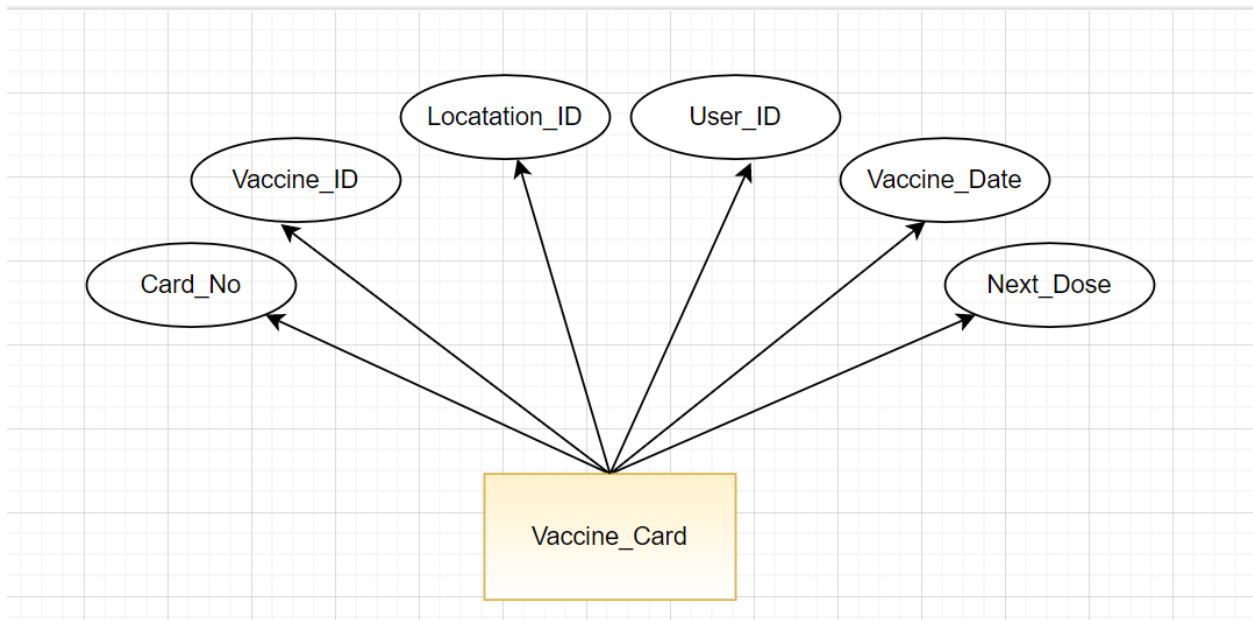 Locatation_ID
User_ID
Vaccine_ID
Vaccine_Date
Card_No
Next_Dose
Vaccine_Card